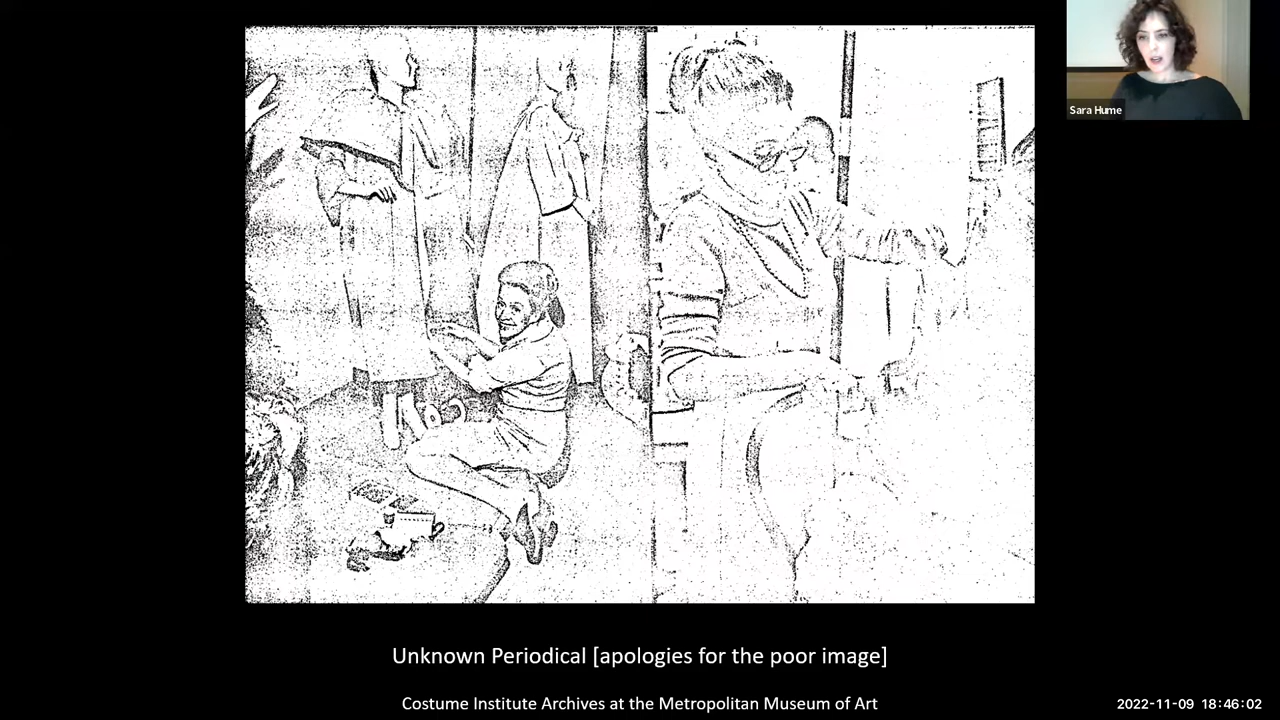 Sara Hume
Unknown Periodical [apologies for the poor image]
Costume Institute Archives at the Metropolitan Museum of Art
2022-11-09 18:46:02